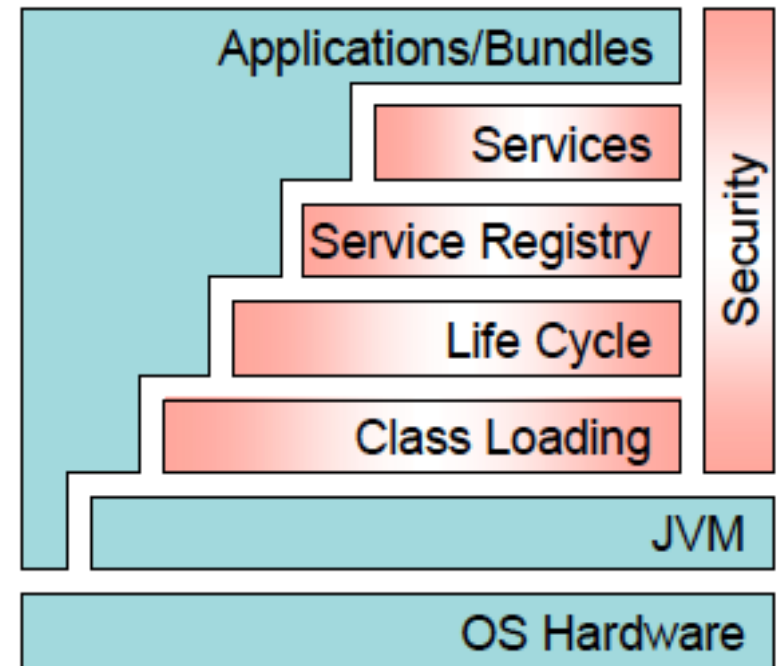 Applications/Bundles
Services
Service Registry
Life Cycle
Class Loading
Security
JVM
OS Hardware